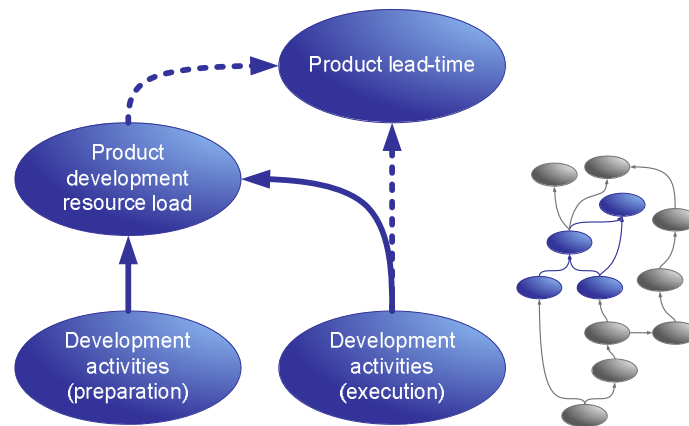 Product lead-time
Product
development
resource load
Development
activities
(preparation)
Development
activities
(execution)